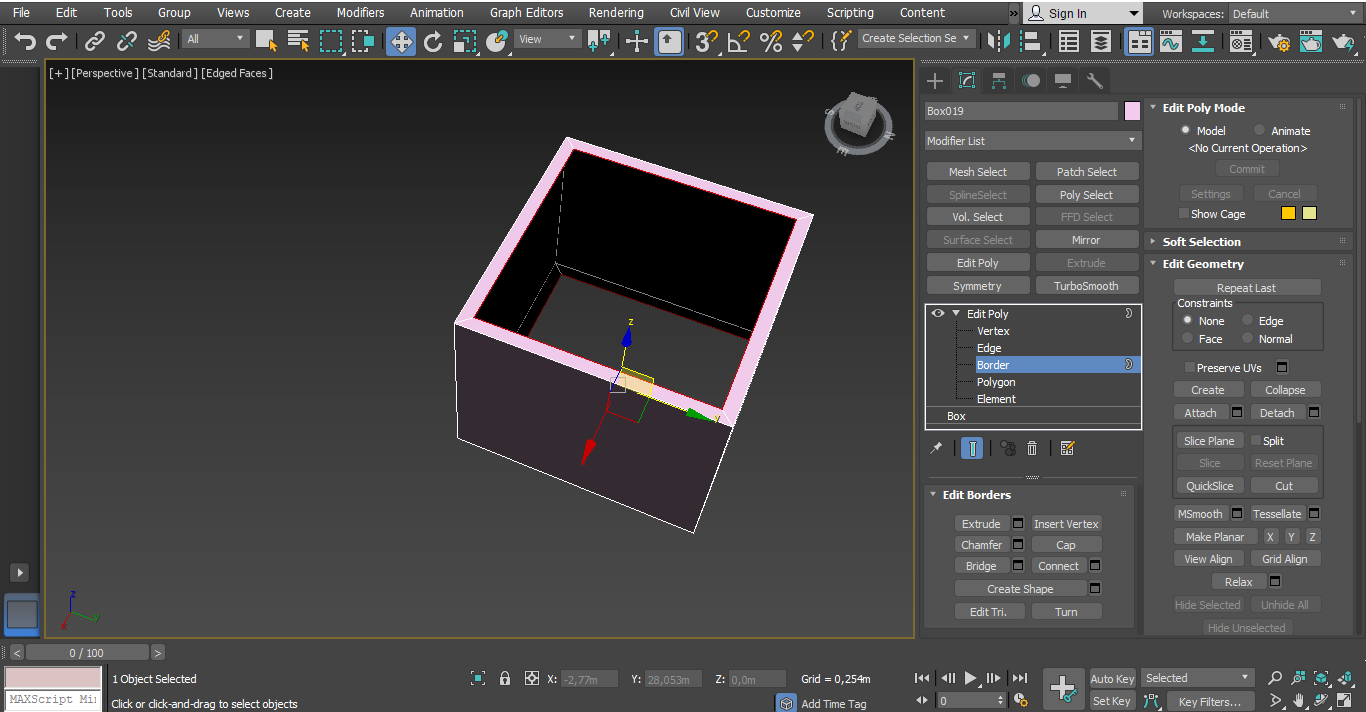 File Edit Tools Group Views Create Modifiers Animation Graph Editors Rendering Civil View Customize Scripting Content » Sign In Workspaces: Default
All View Create Selection Se
[+] [Perspective] [Standard] [Edged Faces]
Box019
Modifier List
Mesh Select Patch Select
SplineSelect Poly Select
Vol. Select FFD Select
Surface Select Mirror
Edit Poly Extrude
Symmetry TurboSmooth
Edit Poly
Vertex
Edge
Border
Polygon
Element
Box
Edit Borders
Extrude Insert Vertex
Chamfer Cap
Bridge Connect
Create Shape
Edit Tri. Turn
Edit Poly Mode
Model Animate
<No Current Operation>
Commit
Settings Cancel
Show Cage
Soft Selection
Edit Geometry
Repeat Last
Constraints
None Edge
Face Normal
Preserve UVs
Create Collapse
Attach Detach
Slice Plane Split
Slice Reset Plane
QuickSlice Cut
MSmooth Tessellate
Make Planar X Y Z
View Align Grid Align
Relax
Hide Selected Unhide All
Hide Unselected
z
y
z
y
x
< 0 / 100 >
1 Object Selected X: -2,77m Y: 28,053m Z: 0,0m Grid = 0,254m Auto Key Selected
MAXScript Mi
Click or click-and-drag to select objects Add Time Tag 0 Set Key Key Filters...